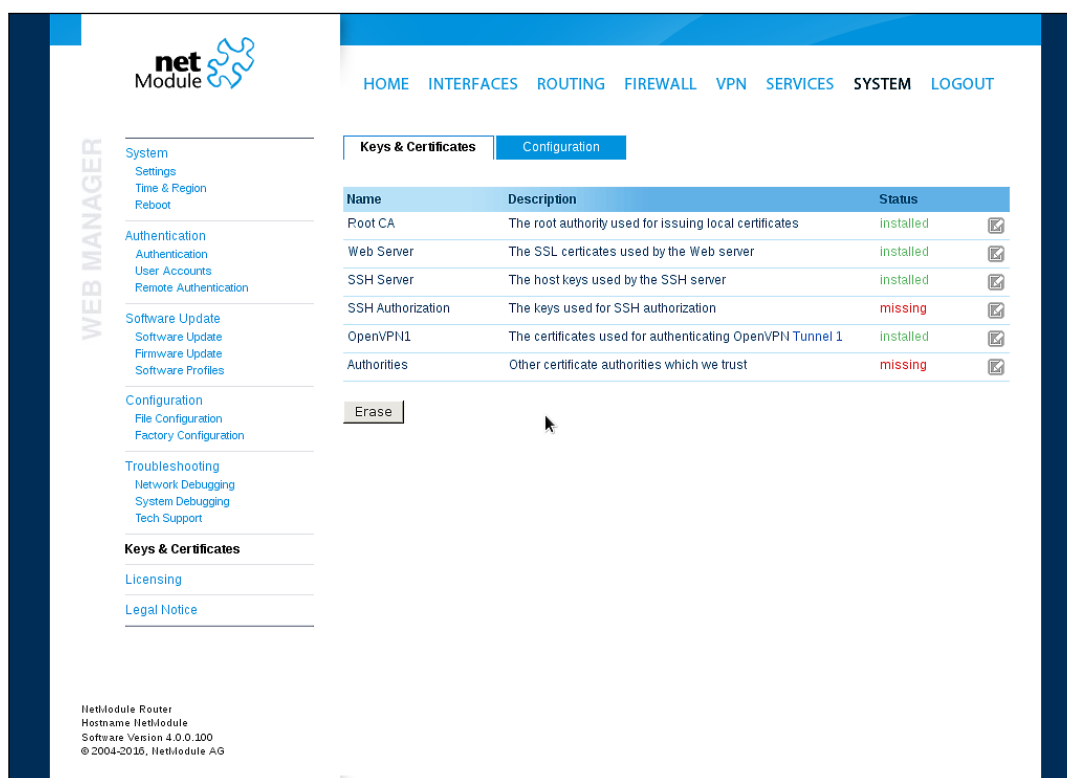 net
Module
HOME INTERFACES ROUTING FIREWALL VPN SERVICES SYSTEM LOGOUT
WEB MANAGER
System
Settings
Time & Region
Reboot
Authentication
Authentication
User Accounts
Remote Authentication
Software Update
Software Update
Firmware Update
Software Profiles
Configuration
File Configuration
Factory Configuration
Troubleshooting
Network Debugging
System Debugging
Tech Support
Keys & Certificates
Licensing
Legal Notice
Keys & Certificates Configuration
Name Description Status
Root CA The root authority used for issuing local certificates installed
Web Server The SSL certicates used by the Web server installed
SSH Server The host keys used by the SSH server installed
SSH Authorization The keys used for SSH authorization missing
OpenVPN1 The certificates used for authenticating OpenVPN Tunnel 1 installed
Authorities Other certificate authorities which we trust missing
Erase
NetModule Router
Hostname NetModule
Software Version 4.0.0.100
© 2004-2016, NetModule AG